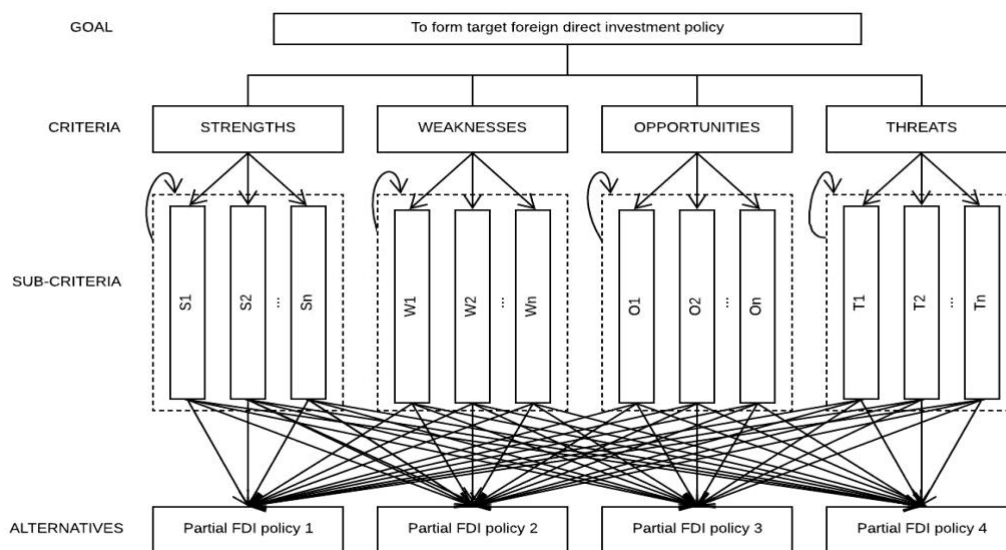 GOAL To form target foreign direct investment policy
CRITERIA STRENGTHS WEAKNESSES OPPORTUNITIES THREATS
SUB-CRITERIA S1 S2 ... Sn W1 W2 ... Wn O1 O2 ... On T1 T2 ... Tn
ALTERNATIVES Partial FDI policy 1 Partial FDI policy 2 Partial FDI policy 3 Partial FDI policy 4